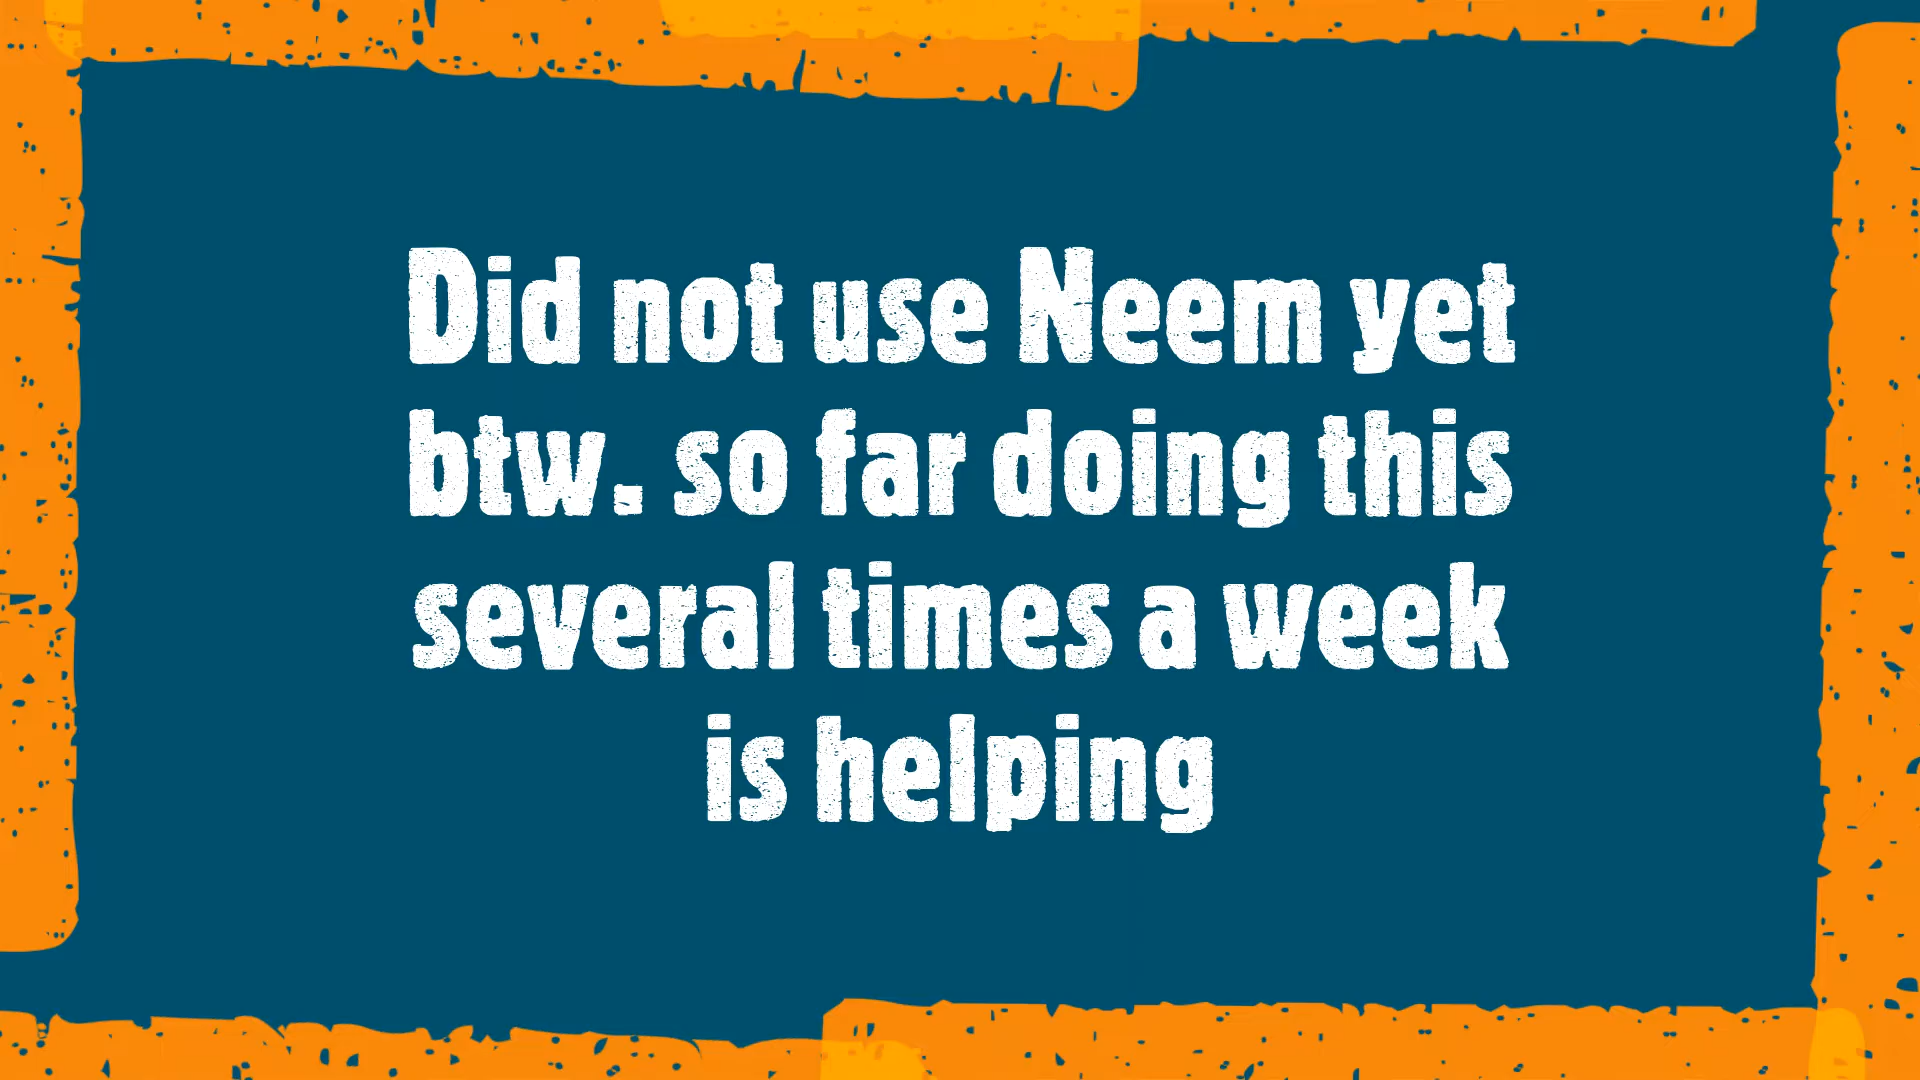 Did not use Neem yet
btw. so far doing this
several times a week
is helping